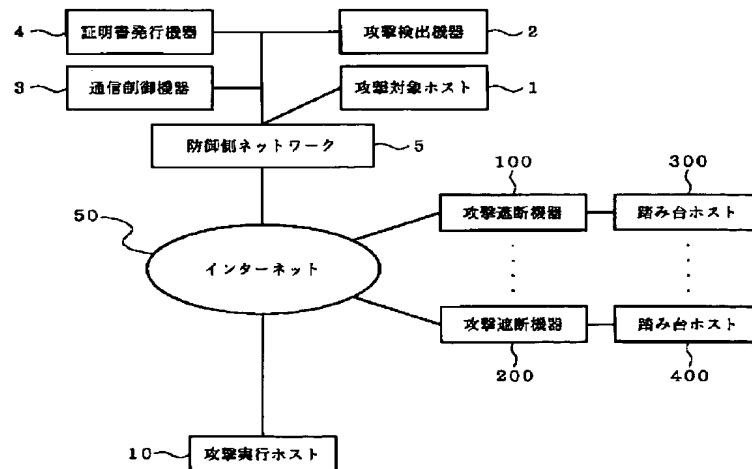 4 証明書発行機器 攻撃検出機器 2
3 通信制御機器 攻撃対象ホスト 1
防御側ネットワーク 5
100 300
50 攻撃遮断機器 踏み台ホスト
インターネット
攻撃遮断機器 踏み台ホスト
200 400
10 攻撃実行ホスト